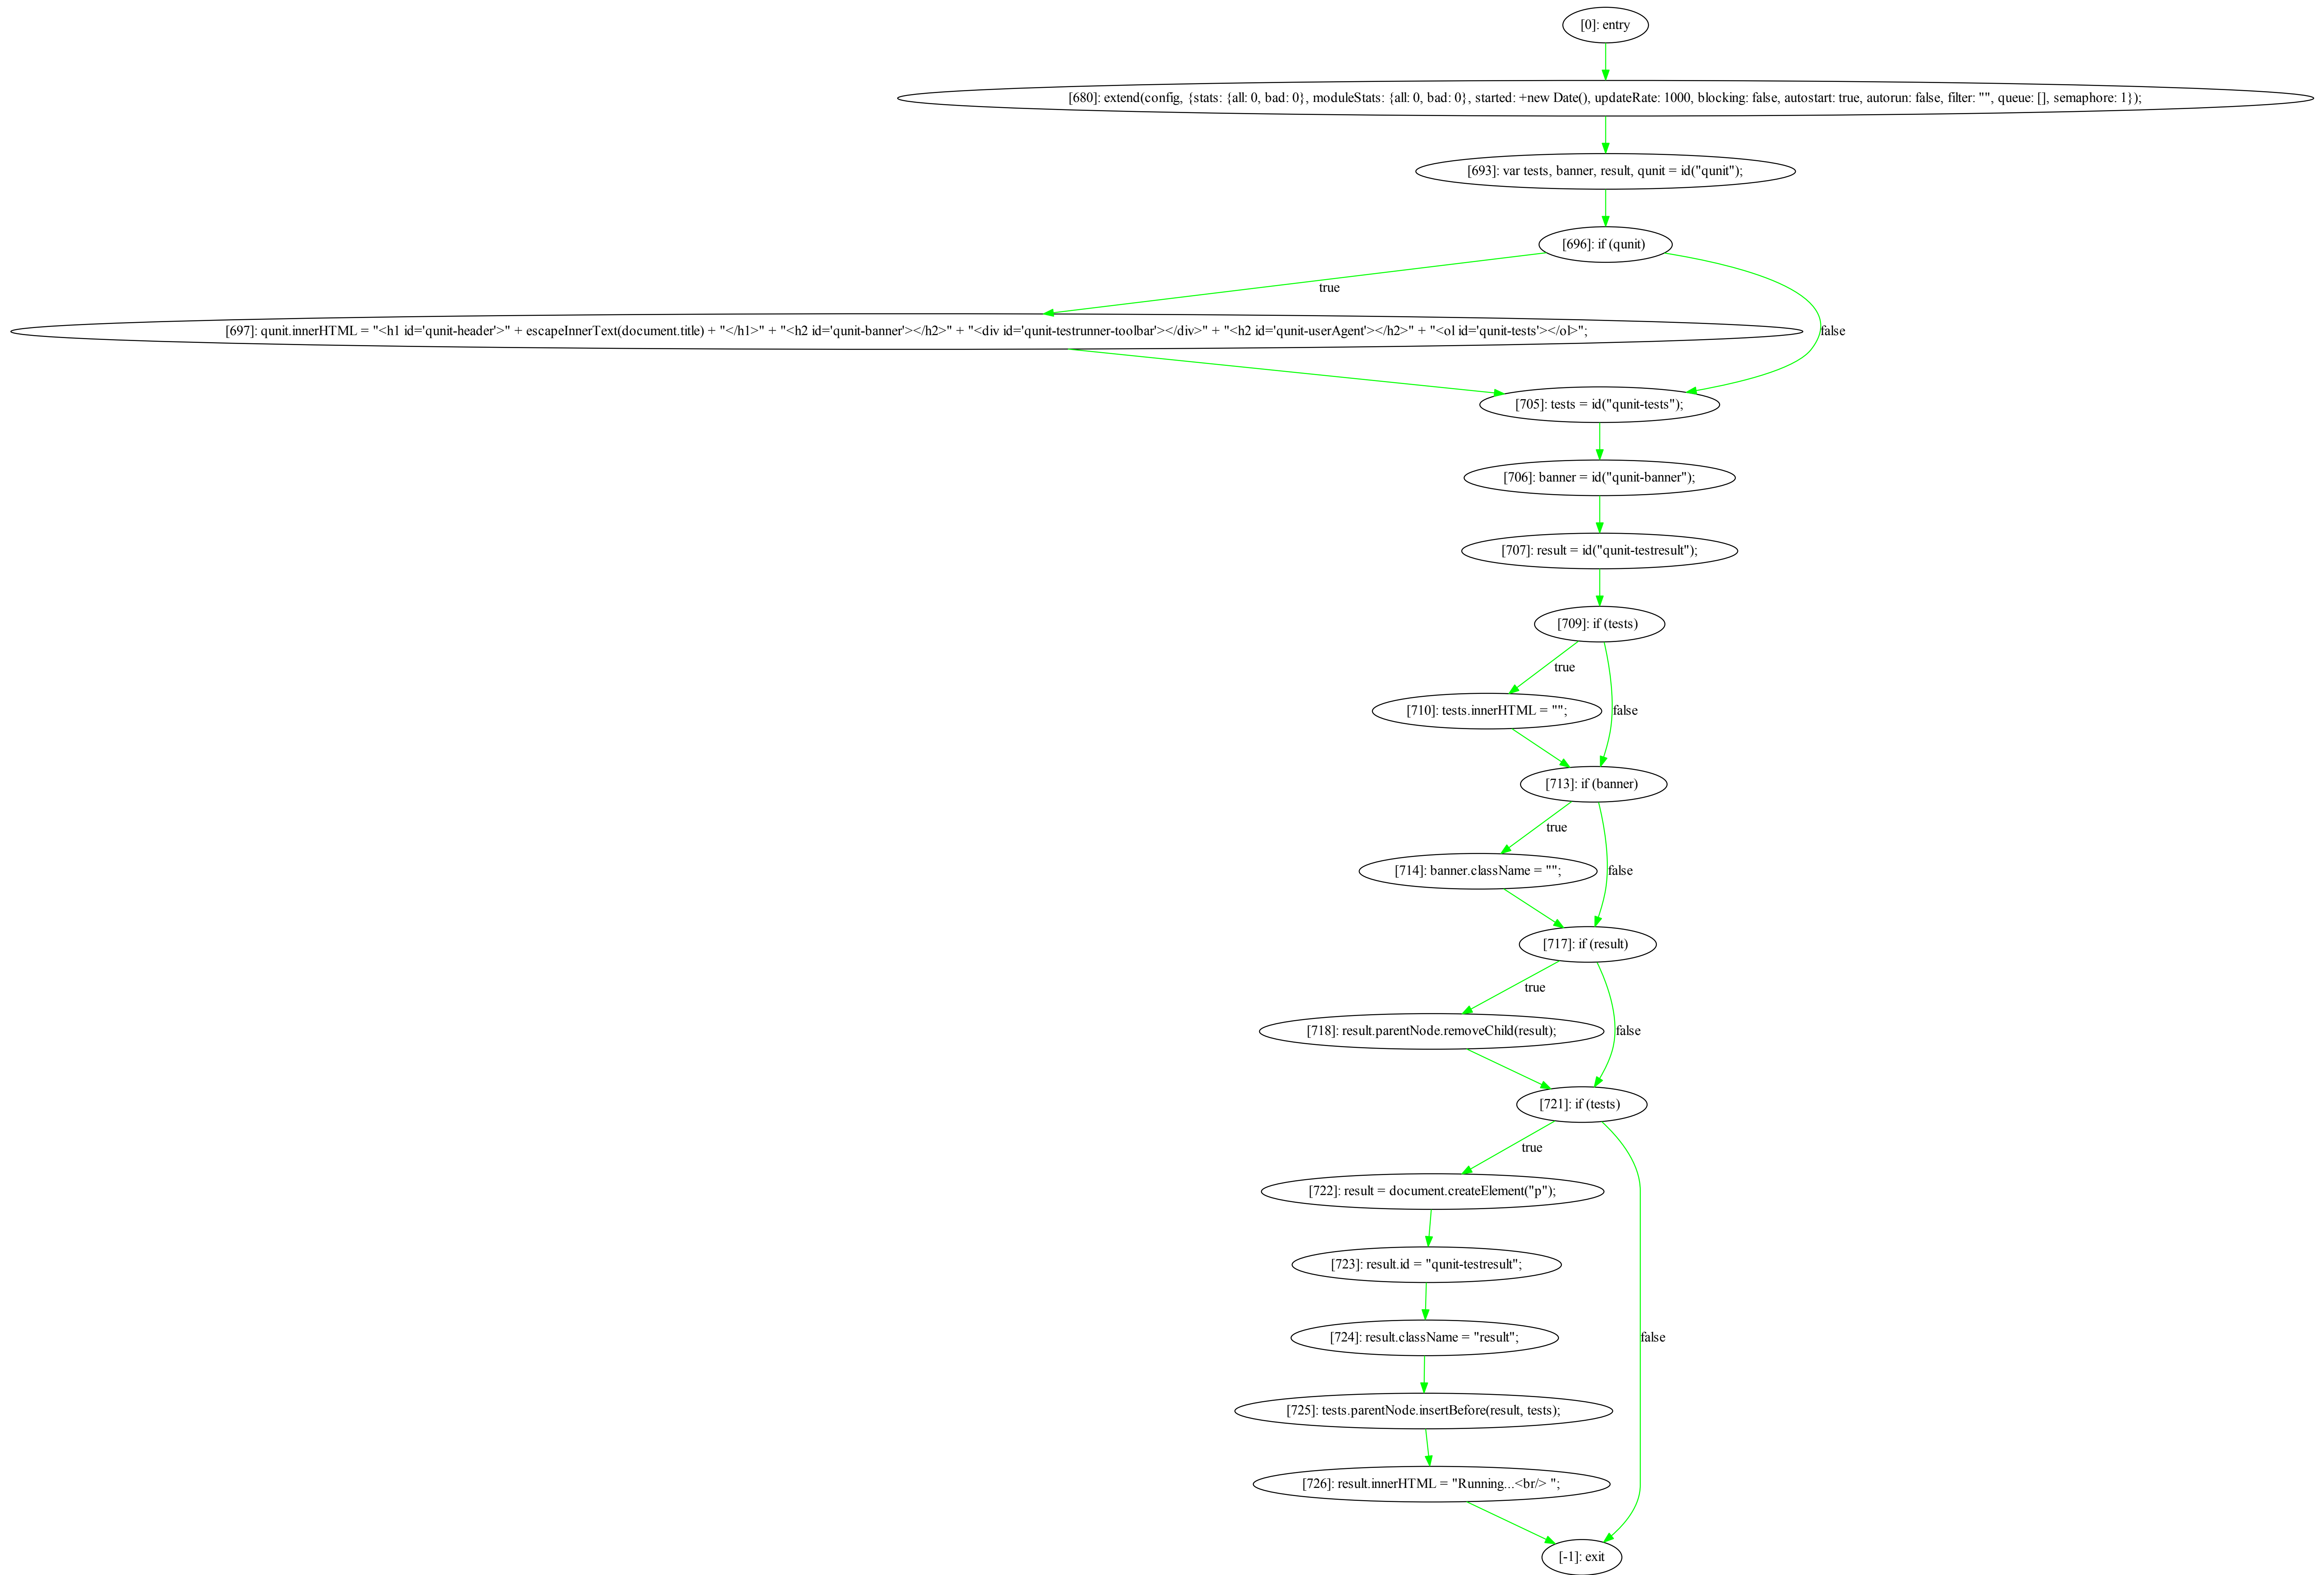 [0]: entry
[680]: extend(config, {stats: {all: 0, bad: 0}, moduleStats: {all: 0, bad: 0}, started: +new Date(), updateRate: 1000, blocking: false, autostart: true, autorun: false, filter: "", queue: [], semaphore: 1});
[693]: var tests, banner, result, qunit = id("qunit");
[696]: if (qunit)
true
[697]: qunit.innerHTML = "<h1 id='qunit-header'>" + escapeInnerText(document.title) + "</h1>" + "<h2 id='qunit-banner'></h2>" + "<div id='qunit-testrunner-toolbar'></div>" + "<h2 id='qunit-userAgent'></h2>" + "<ol id='qunit-tests'></ol>";
false
[705]: tests = id("qunit-tests");
[706]: banner = id("qunit-banner");
[707]: result = id("qunit-testresult");
[709]: if (tests)
true
[710]: tests.innerHTML = "";
false
[713]: if (banner)
true
[714]: banner.className = "";
false
[717]: if (result)
true
[718]: result.parentNode.removeChild(result);
false
[721]: if (tests)
true
[722]: result = document.createElement("p");
[723]: result.id = "qunit-testresult";
[724]: result.className = "result";
false
[725]: tests.parentNode.insertBefore(result, tests);
[726]: result.innerHTML = "Running...<br/> ";
[-1]: exit